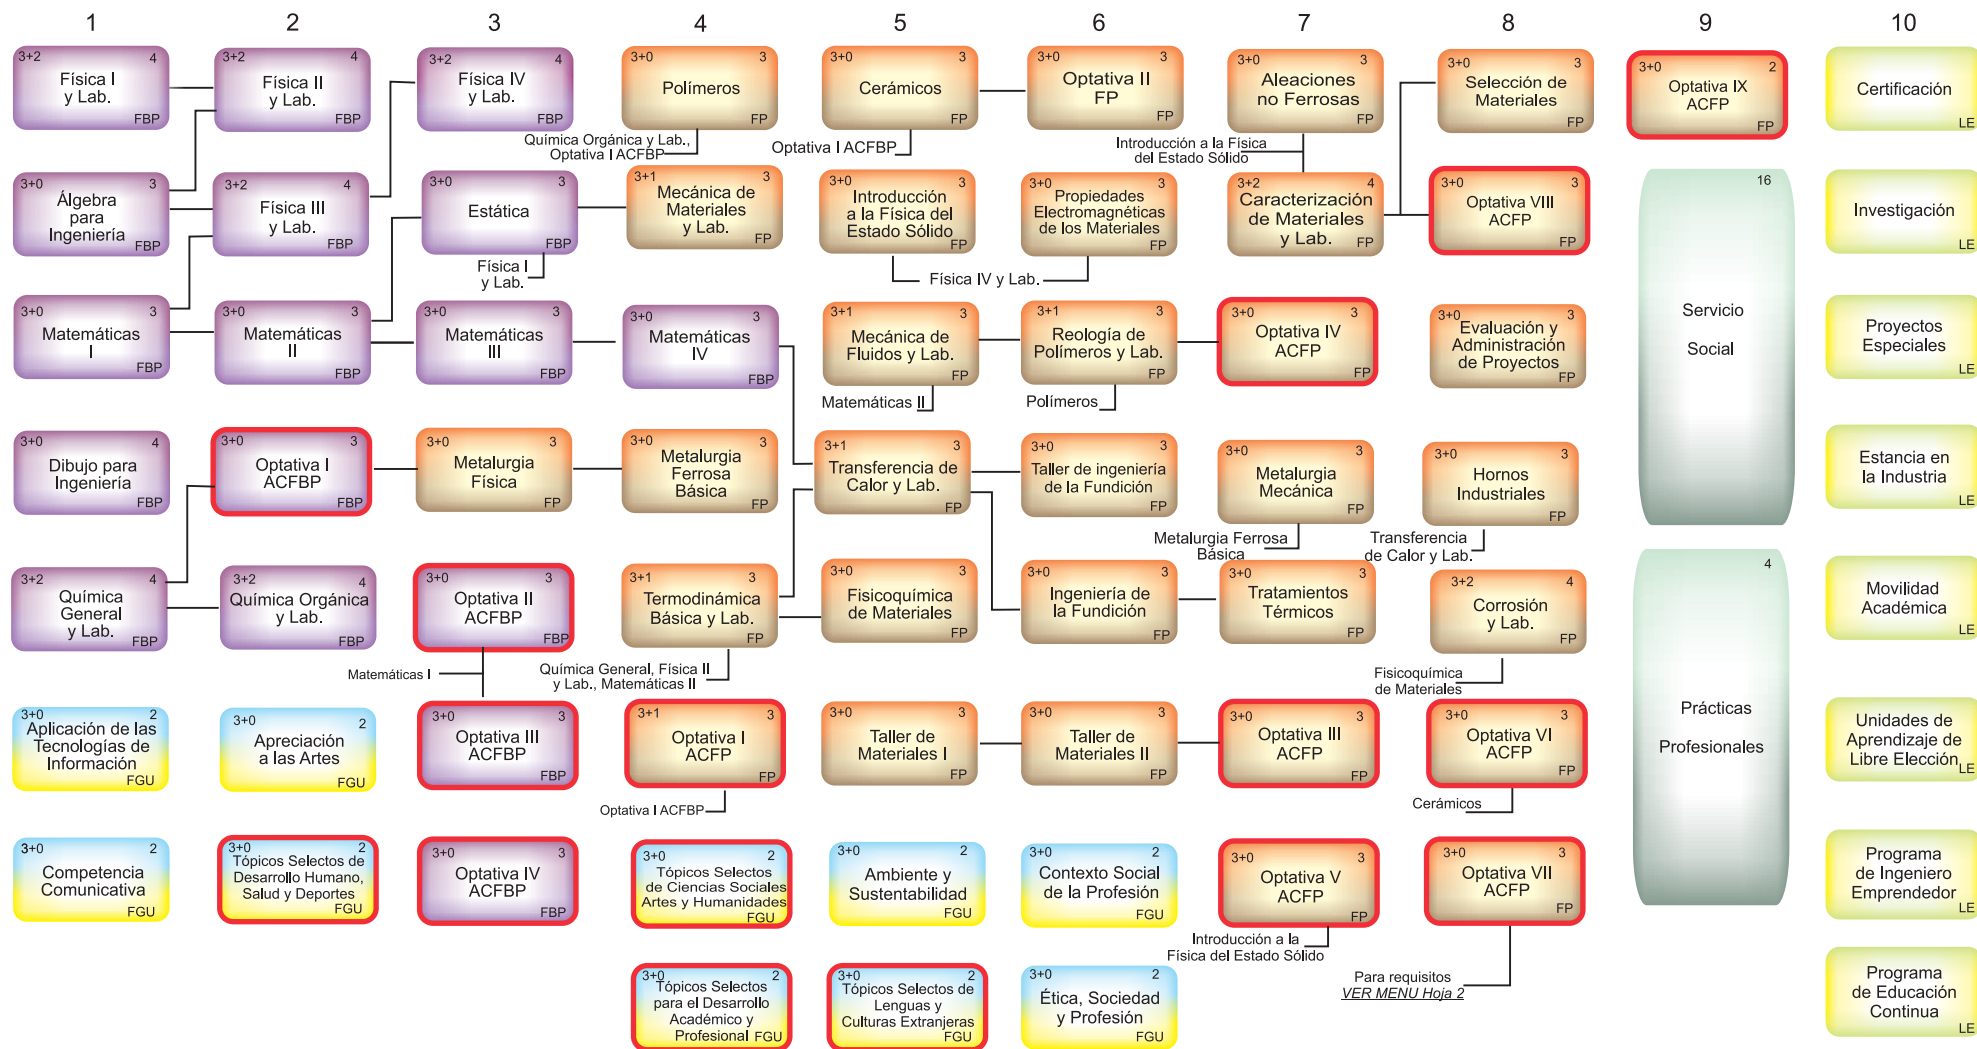 1 2 3 4 5 6 7 8 9 10
3+2 4
Física I
y Lab.
FBP
3+2 4
Física II
y Lab.
FBP
3+2 4
Física IV
y Lab.
FBP
3+0 3
Polímeros
FP
Química Orgánica y Lab.,
Optativa I ACFBP
3+0 3
Cerámicos
FP
Optativa I ACFBP
3+0 3
Optativa II
FP
FP
3+0 3
Aleaciones
no Ferrosas
FP
Introducción a la Física
del Estado Sólido
3+0 3
Selección de
Materiales
FP
3+0 2
Optativa IX
ACFP
FP
Certificación
LE
3+0 3
Álgebra
para
Ingeniería
FBP
3+2 4
Física III
y Lab.
FBP
3+0 3
Estática
FBP
Física I
y Lab.
3+1 3
Mecánica de
Materiales
y Lab.
FP
3+0 3
Introducción
a la Física del
Estado Sólido
FP
3+0 3
Propiedades
Electromagnéticas
de los Materiales
FP
Física IV y Lab.
3+2 4
Caracterización
de Materiales
y Lab.
FP
3+0 3
Optativa VIII
ACFP
FP
16
Servicio
Social
Investigación
LE
3+0 3
Matemáticas
I
FBP
3+0 3
Matemáticas
II
FBP
3+0 3
Matemáticas
III
FBP
3+0 3
Matemáticas
IV
FBP
3+1 3
Mecánica de
Fluidos y Lab.
FP
Matemáticas II
3+1 3
Reología de
Polímeros y Lab.
FP
Polímeros
3+0 3
Optativa IV
ACFP
FP
3+0 3
Evaluación y
Administración
de Proyectos
FP
Proyectos
Especiales
LE
3+0 4
Dibujo para
Ingeniería
FBP
3+0 3
Optativa I
ACFBP
FBP
3+0 3
Metalurgia
Física
FP
3+0 3
Metalurgia
Ferrosa
Básica
FP
3+1 3
Transferencia de
Calor y Lab.
FP
3+0 3
Taller de ingeniería
de la Fundición
FP
3+0 3
Metalurgia
Mecánica
FP
Metalurgia Ferrosa
Básica
3+0 3
Hornos
Industriales
FP
Transferencia
de Calor y Lab.
Estancia en
la Industria
LE
3+2 4
Química
General
y Lab.
FBP
3+2 4
Química Orgánica
y Lab.
FBP
3+0 3
Optativa II
ACFBP
FBP
Matemáticas I
3+1 3
Termodinámica
Básica y Lab.
FP
Química General, Física II
y Lab., Matemáticas II
3+0 3
Fisicoquímica
de Materiales
FP
3+0 3
Ingeniería de
la Fundición
FP
3+0 3
Tratamientos
Térmicos
FP
3+2 4
Corrosión
y Lab.
FP
Fisicoquímica
de Materiales
4
Prácticas
Profesionales
Movilidad
Académica
LE
3+0 2
Aplicación de las
Tecnologías de
Información
FGU
3+0 2
Apreciación
a las Artes
FGU
3+0 3
Optativa III
ACFBP
FBP
3+1 3
Optativa I
ACFP
FP
Optativa I ACFBP
3+0 3
Taller de
Materiales I
FP
3+0 3
Taller de
Materiales II
FP
3+0 3
Optativa III
ACFP
FP
3+0 3
Optativa VI
ACFP
FP
Cerámicos
Unidades de
Aprendizaje de
Libre Elección
LE
3+0 2
Competencia
Comunicativa
FGU
3+0 2
Tópicos Selectos de
Desarrollo Humano,
Salud y Deportes
FGU
3+0 3
Optativa IV
ACFBP
FBP
3+0 2
Tópicos Selectos
de Ciencias Sociales
Artes y Humanidades
FGU
3+0 2
Ambiente y
Sustentabilidad
FGU
3+0 2
Contexto Social
de la Profesión
FGU
3+0 3
Optativa V
ACFP
FP
Introducción a la
Física del Estado Sólido
3+0 3
Optativa VII
ACFP
FP
Para requisitos
VER MENU Hoja 2
Programa
de Ingeniero
Emprendedor
LE
3+0 2
Tópicos Selectos
para el Desarrollo
Académico y
Profesional
FGU
3+0 2
Tópicos Selectos de
Lenguas y
Culturas Extranjeras
FGU
3+0 2
Ética, Sociedad
y Profesión
FGU
Programa
de Educación
Continua
LE